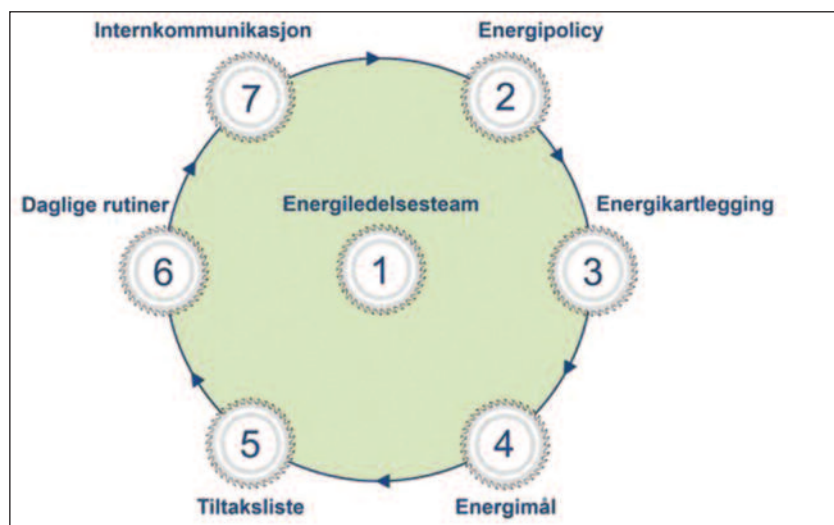 Internkommunikasjon Energipolicy
7 2
Daglige rutiner Energiledelsesteam Energikartlegging
6 1 3
5 4
Tiltaksliste Energimål